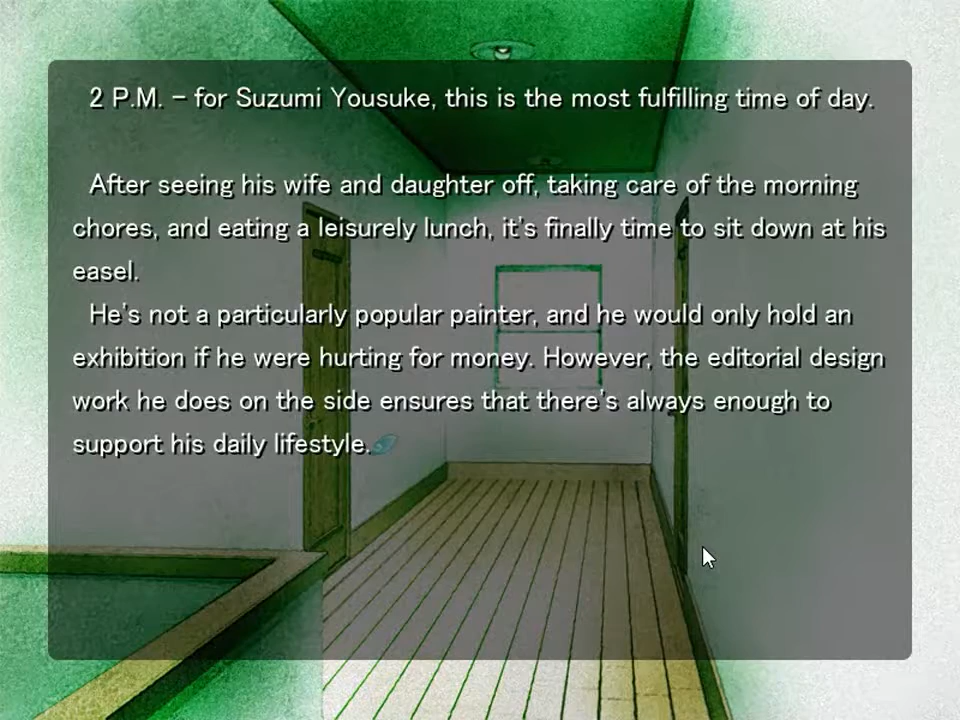 2 P.M. – for Suzumi Yousuke, this is the most fulfilling time of day.
After seeing his wife and daughter off, taking care of the morning
chores, and eating a leisurely lunch, it's finally time to sit down at his
easel.
He's not a particularly popular painter, and he would only hold an
exhibition if he were hurting for money. However, the editorial design
work he does on the side ensures that there's always enough to
support his daily lifestyle.